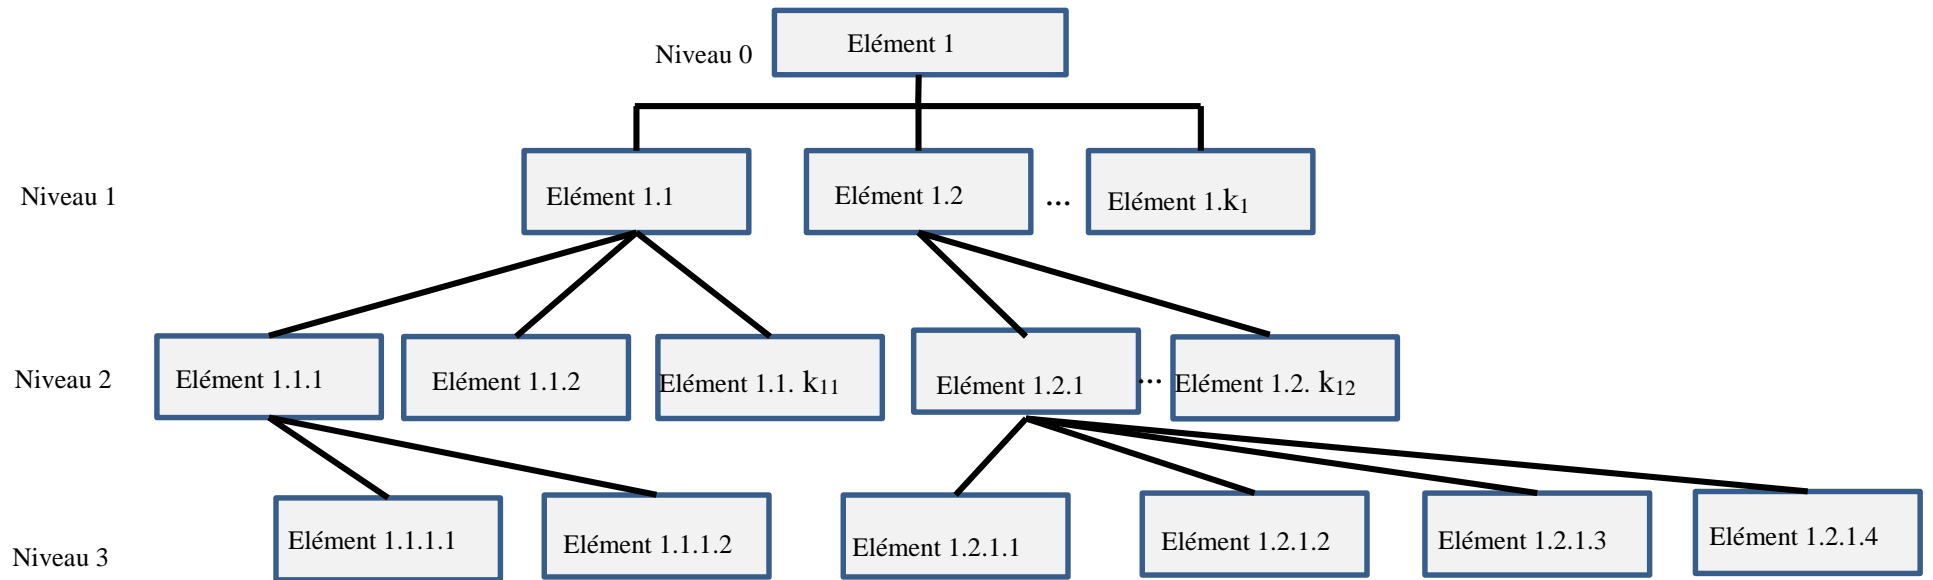 Niveau 0
Elément 1
Niveau 1
Elément 1.1
Elément 1.2
...
Elément 1.k₁
Niveau 2
Elément 1.1.1
Elément 1.1.2
Elément 1.1. k₁₁
Elément 1.2.1
...
Elément 1.2. k₁₂
Niveau 3
Elément 1.1.1.1
Elément 1.1.1.2
Elément 1.2.1.1
Elément 1.2.1.2
Elément 1.2.1.3
Elément 1.2.1.4